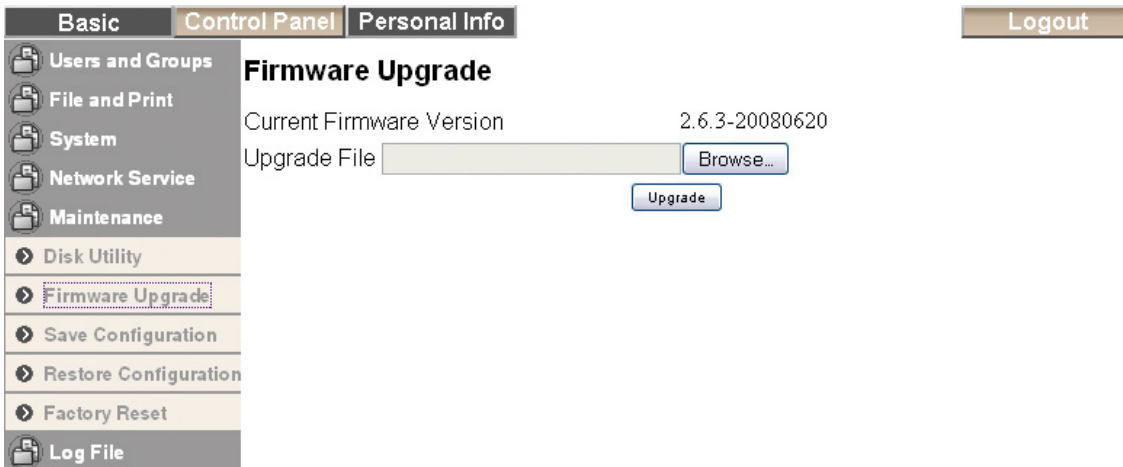 Basic Control Panel Personal Info Logout
Users and Groups
File and Print
System
Network Service
Maintenance
Disk Utility
Firmware Upgrade
Save Configuration
Restore Configuration
Factory Reset
Log File
Firmware Upgrade
Current Firmware Version 2.6.3-20080620
Upgrade File Browse...
Upgrade